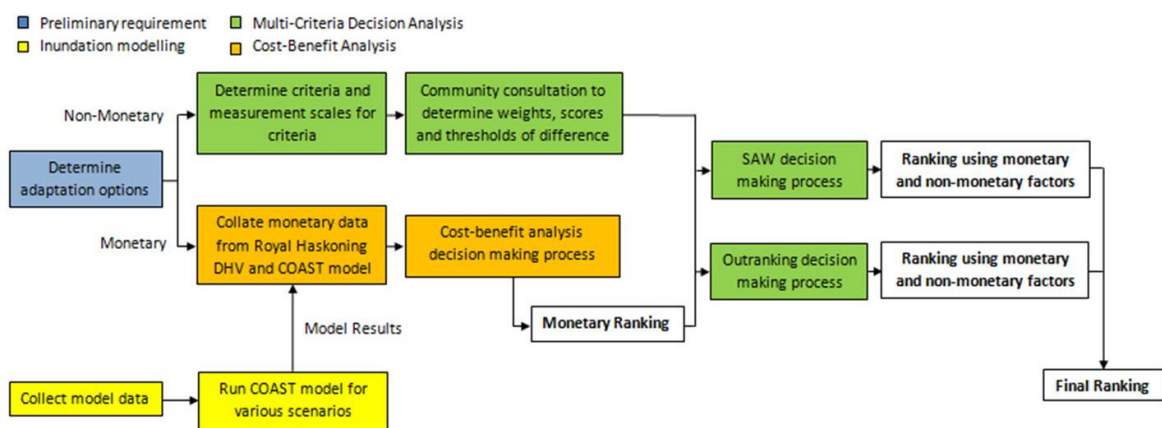 Preliminary requirement
Multi-Criteria Decision Analysis
Inundation modelling
Cost-Benefit Analysis
Non-Monetary
Determine criteria and
measurement scales for
criteria
Community consultation to
determine weights, scores
and thresholds of difference
Determine
adaptation options
SAW decision
making process
Ranking using monetary
and non-monetary factors
Monetary
Collate monetary data
from Royal Haskoning
DHV and COAST model
Cost-benefit analysis
decision making process
Outranking decision
making process
Ranking using monetary
and non-monetary factors
Monetary Ranking
Model Results
Collect model data
Run COAST model for
various scenarios
Final Ranking